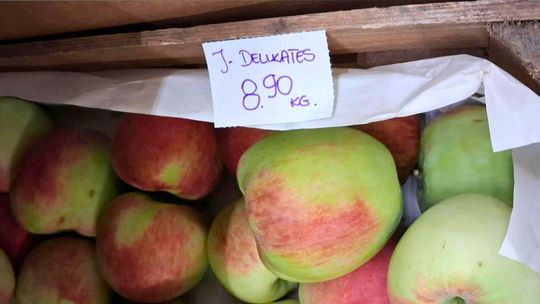 J. DELIKATES
8.90 KG.